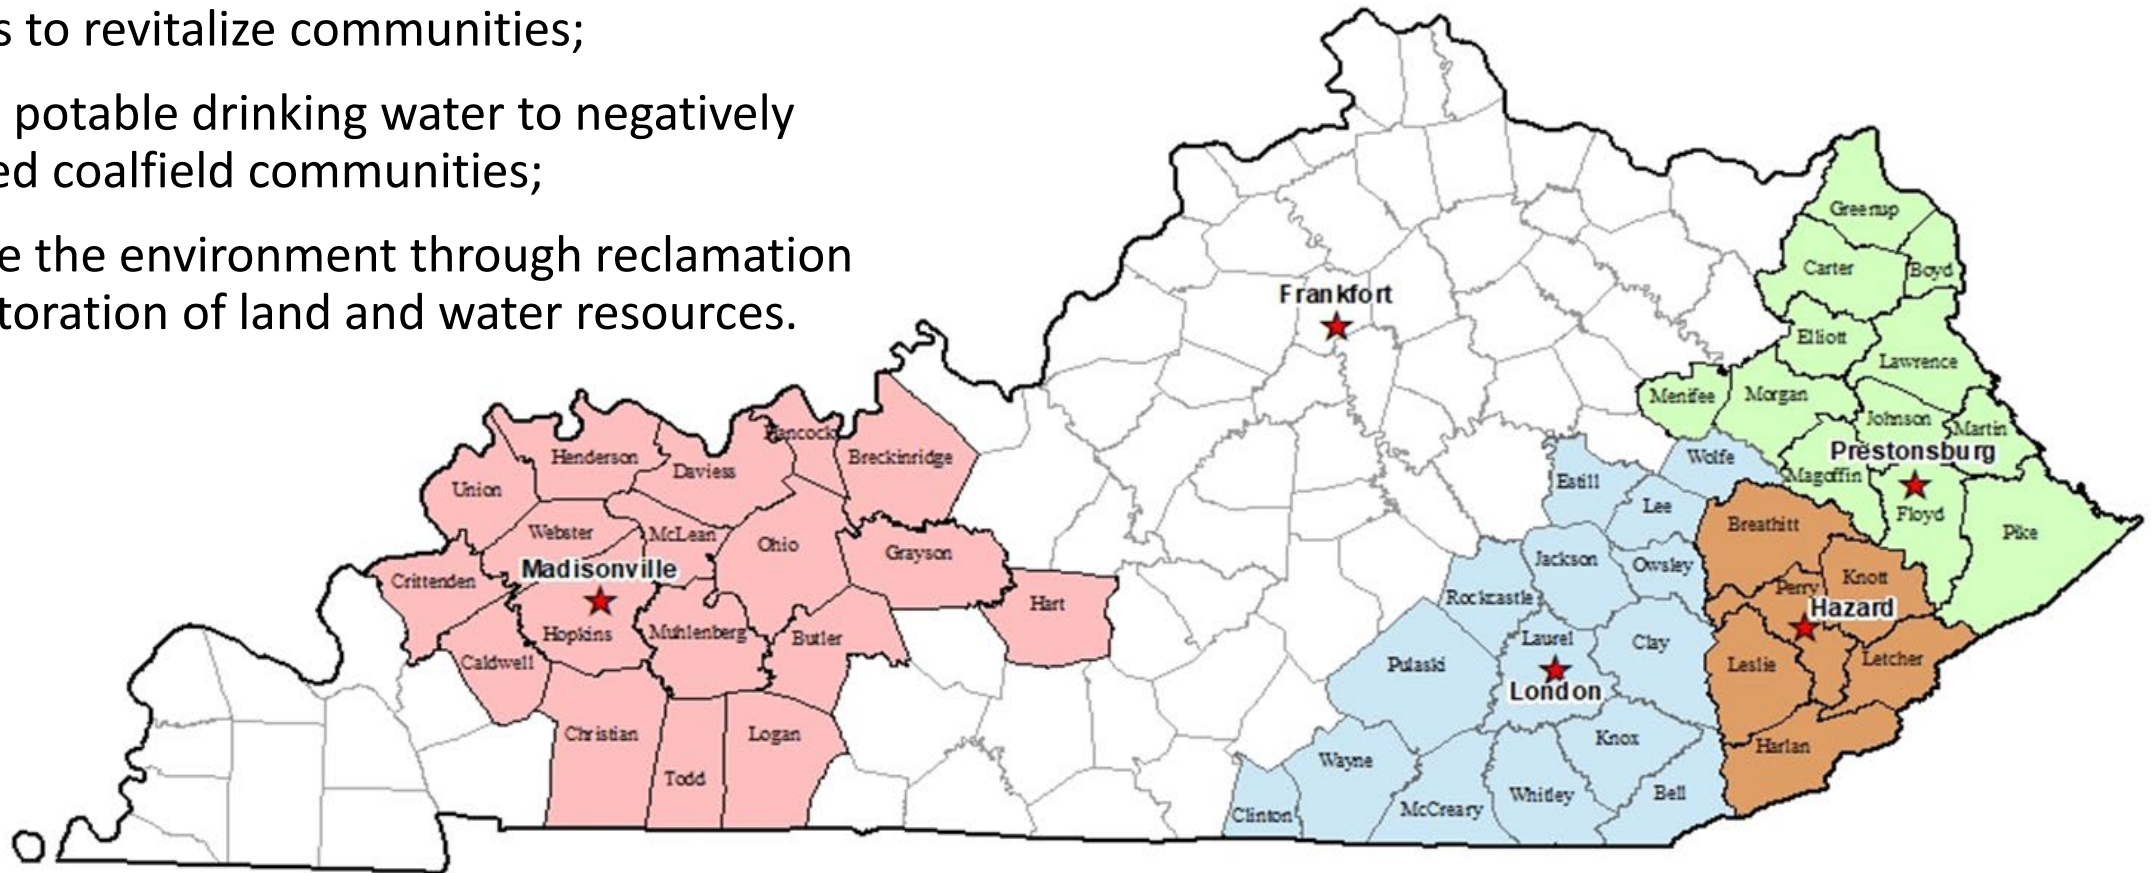 s to revitalize communities;
potable drinking water to negatively
ed coalfield communities;
e the environment through reclamation
toration of land and water resources.
Greenup
Carter
Boyd
Frankfort
Elliott
Lawrence
Menifee
Morgan
Johnson
Martin
Hancock
Henderson
Daviess
Breckinridge
Prestonsburg
Wolfe
Magoffin
Union
Estill
Lee
Floyd
Breathitt
Pike
Webster
McLean
Ohio
Grayson
Jackson
Owsley
Madisonville
Crittenden
Perry
Knott
Rockcastle
Hart
Hazard
Hopkins
Muhlenberg
Butler
Laurel
Clay
Caldwell
Pulaski
Leslie
Letcher
London
Christian
Logan
Knox
Harlan
Wayne
Todd
Whitley
Bell
McCreary
Clinton